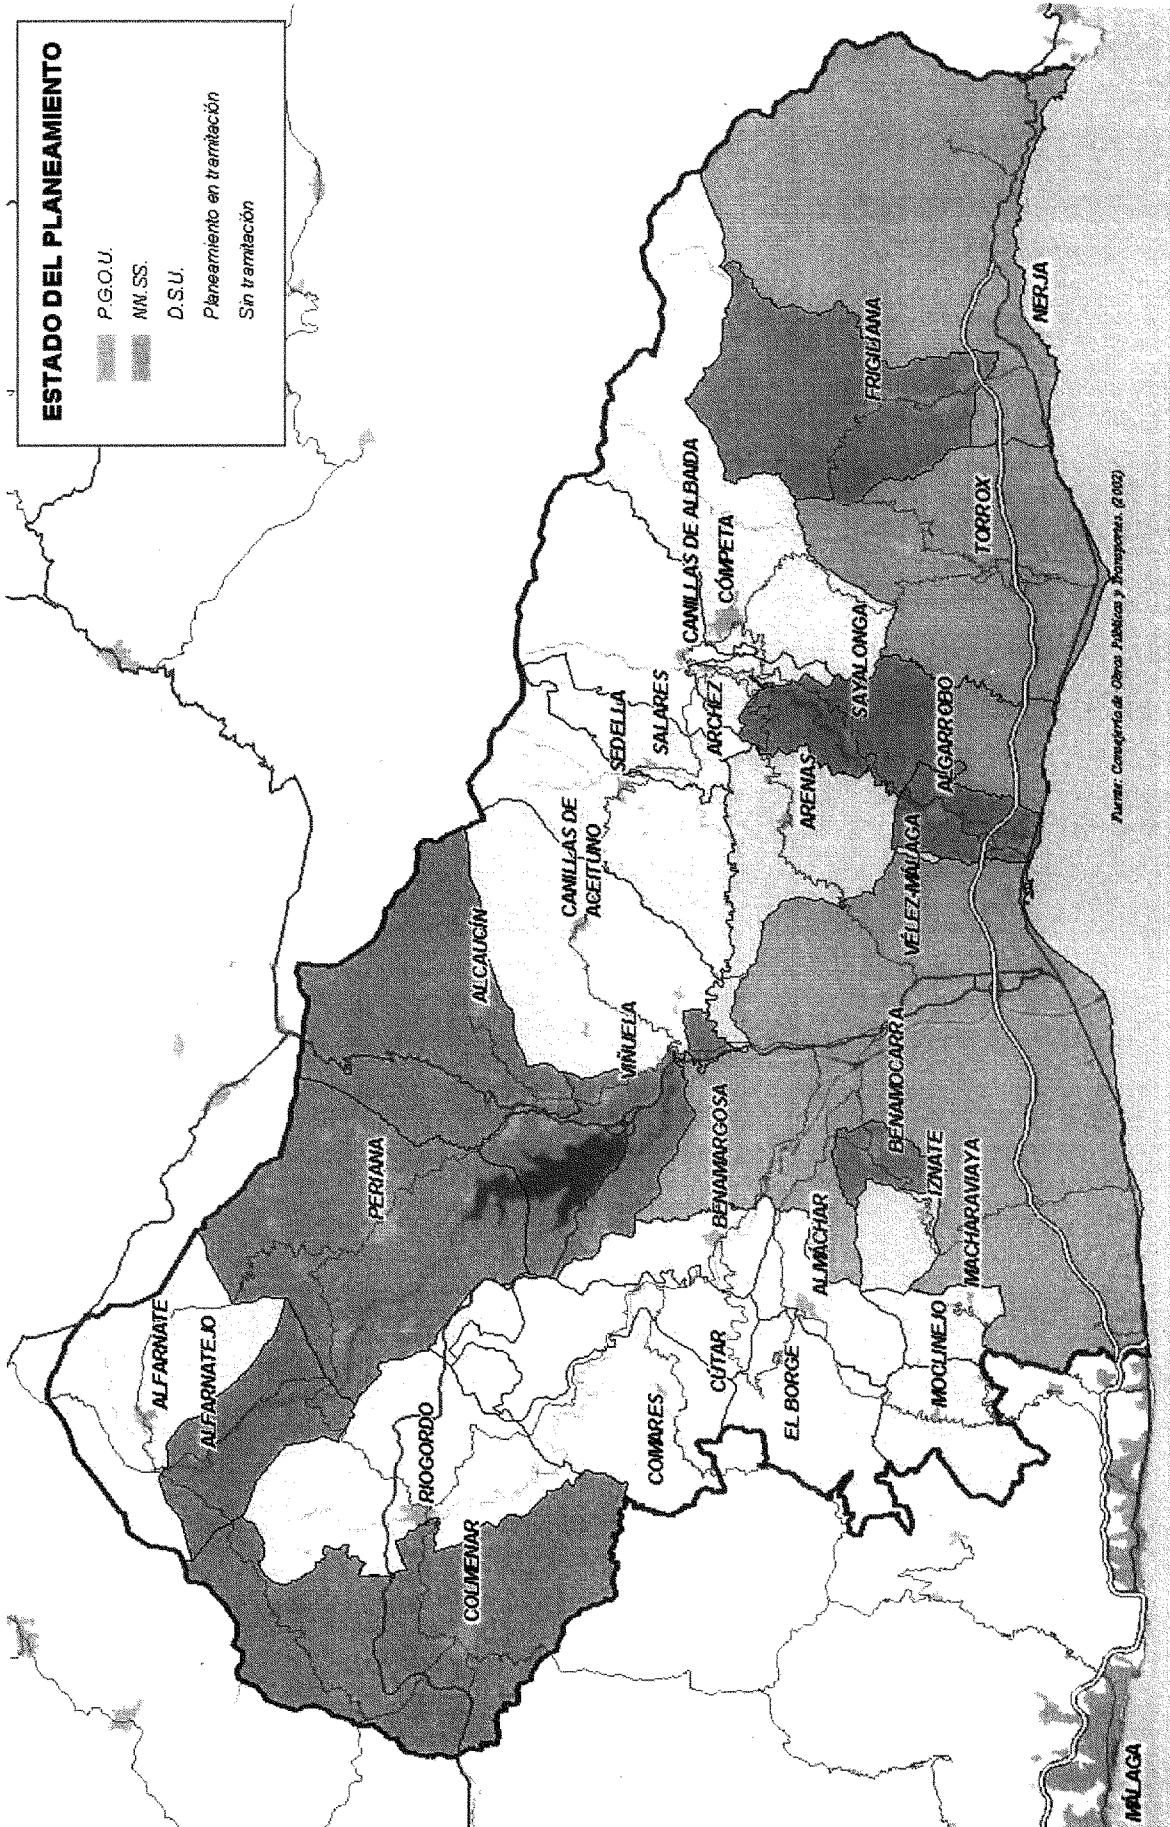 ESTADO DEL PLANEAMIENTO
P.G.O.U.
NN.SS.
D.S.U.
Planeamiento en tramitación
Sin tramitación
ALFARNATE
ALFARNATEJO
PERIANA
RIOGORDO
COLMENAR
ALCAUCÍN
CANILLAS DE
ACEITUNO
VIÑUELA
SEDELLA
SALARES
CANILLAS DE ALBAIDA
CÓMPETA
ARCHEZ
COMARES
CÚTAR
BENAMARGOSA
EL BORGE
ALMÁCHAR
ARENAS
SAYALONGA
FRIGILIANA
BENAMOCARRA
VÉLEZ-MÁLAGA
ALGARROBO
TORROX
NERJA
IZNATE
MACHARAVIAYA
MOCLINEJO
MÁLAGA
Fuente: Consejería de Obras Públicas y Transportes. (2002)